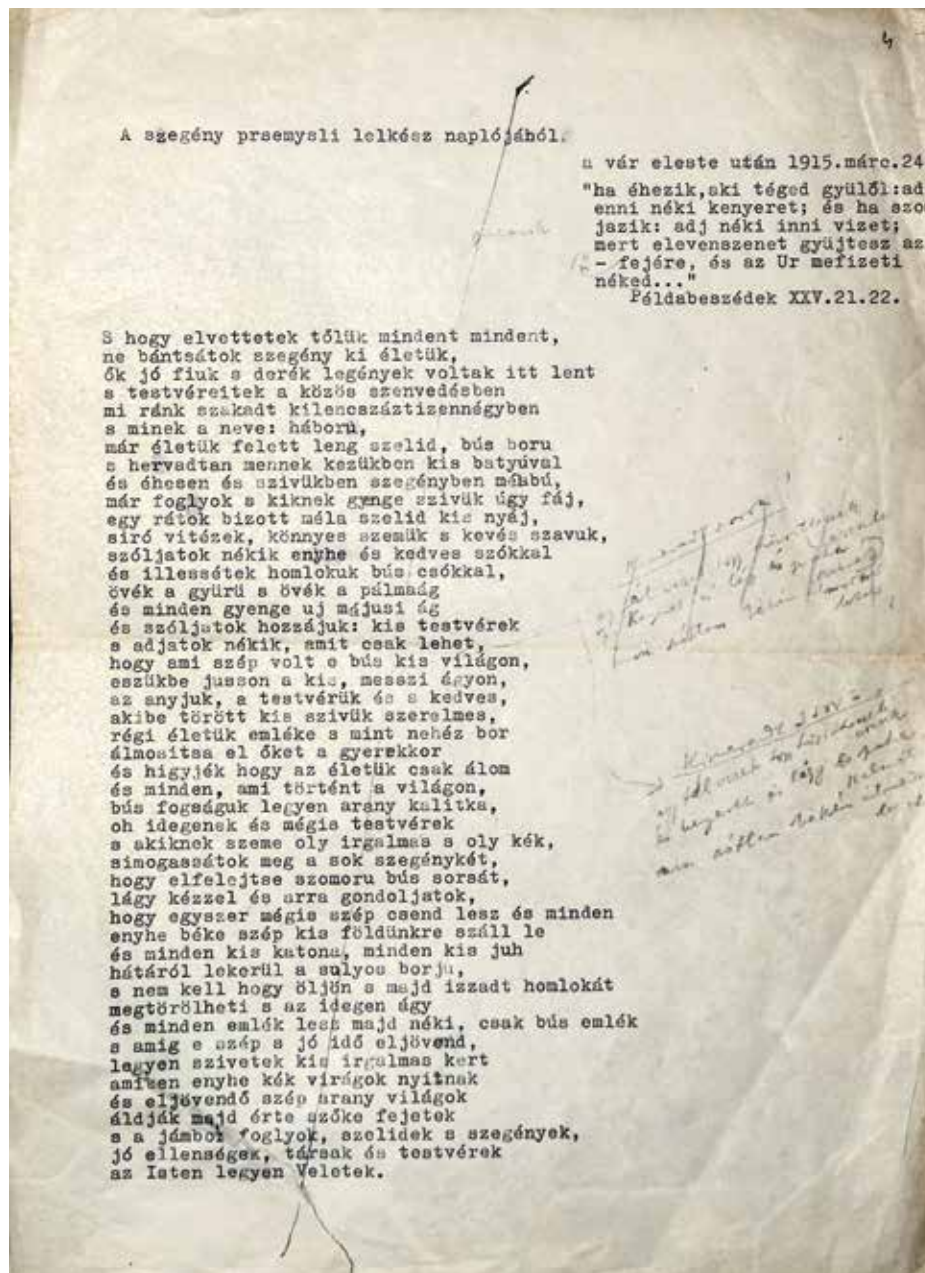 4
A szegény prsemysli lelkész naplójából.
a vár eleste után 1915.márc.24
"ha éhezik,aki téged gyülől:ad
enni néki kenyeret; és ha szo
jazik: adj néki inni vizet;
mert elevenszenet gyüjtesz az
- fejére, és az Ur mefizeti
néked..."
Példabeszédek XXV.21.22.
S hogy elvettetek tőlük mindent mindent,
ne bántsátok szegény ki életük,
ők jó fiuk s derék legények voltak itt lent
s testvéreitek a közös szenvedésben
mi ránk szakadt kilencszáztizennégyben
s minek a neve: háború,
már életük felett leng szelid, bús boru
s hervadtan mennek kezükben kis batyúval
és éhesen és szivükben szegényben
már foglyok s kiknek gyenge szivük úgy fáj,
egy rátok bizott méla szelid kis nyáj,
siró vitézek, könnyes szemük s kevés szavuk,
szóljatok nékik enyhe és kedves szókkal
és illessétek homlokuk bús csókkal,
övék a gyürü s övék a pálmaág
és minden gyenge uj májusi ág
és szóljatok hozzájuk: kis testvérek
s adjatok nékik, amit csak lehet,
hogy ami szép volt e bús kis világon,
eszükbe jusson a kis, messzi ágyon,
az anyjuk, a testvérük és s kedves,
akibe törött kis szivük szerelmes,
régi életük emléke s mint nehéz bor
álmositsa el őket a gyerekkor
és higyjék hogy az életük csak álom
és minden, ami történt a világon,
bús fogságuk legyen arany kalitka,
oh idegenek és mégis testvérek
s akiknek szeme oly irgalmas s oly kék,
simogassátok meg a sok szegénykét,
hogy elfelejtse szomoru bús sorsát,
lágy kézzel és arra gondoljatok,
hogy egyszer mégis szép csend lesz és minden
enyhe béke szép kis földünkre száll le
és minden kis katona, minden kis juh
hátáról lekerül a sulyos borju,
s nem kell hogy öljön s majd izzadt homlokát
megtörölheti s az idegen ágy
és minden emlék lesz majd néki, csak bús emlék
s amig e szép s jó idő eljövend,
legyen szivetek kis irgalmas kert
amiben enyhe kék virágok nyitnak
és eljövendő szép arany világok
áldják majd érte szőke fejetek
s a jámbor foglyok, szelidek s szegények,
jó ellenségek, társak és testvérek
az Isten legyen Veletek.